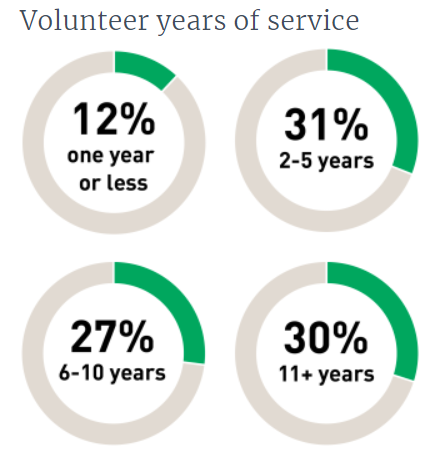 Volunteer years of service
12%
one year
or less
31%
2-5 years
27%
6-10 years
30%
11+ years